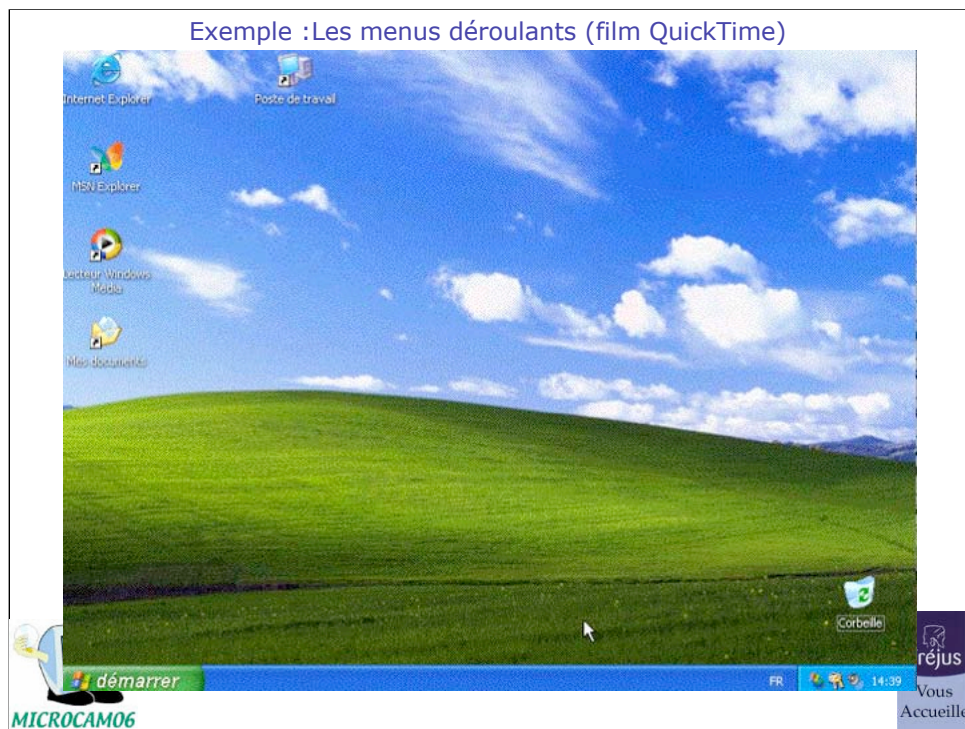 Exemple :Les menus déroulants (film QuickTime)
Internet Explorer
Poste de travail
MSN Explorer
Lecteur Windows
Media
Mes documents
Corbeille
démarrer
FR
14:39
MICROCAM06
réjus
Vous
Accueille